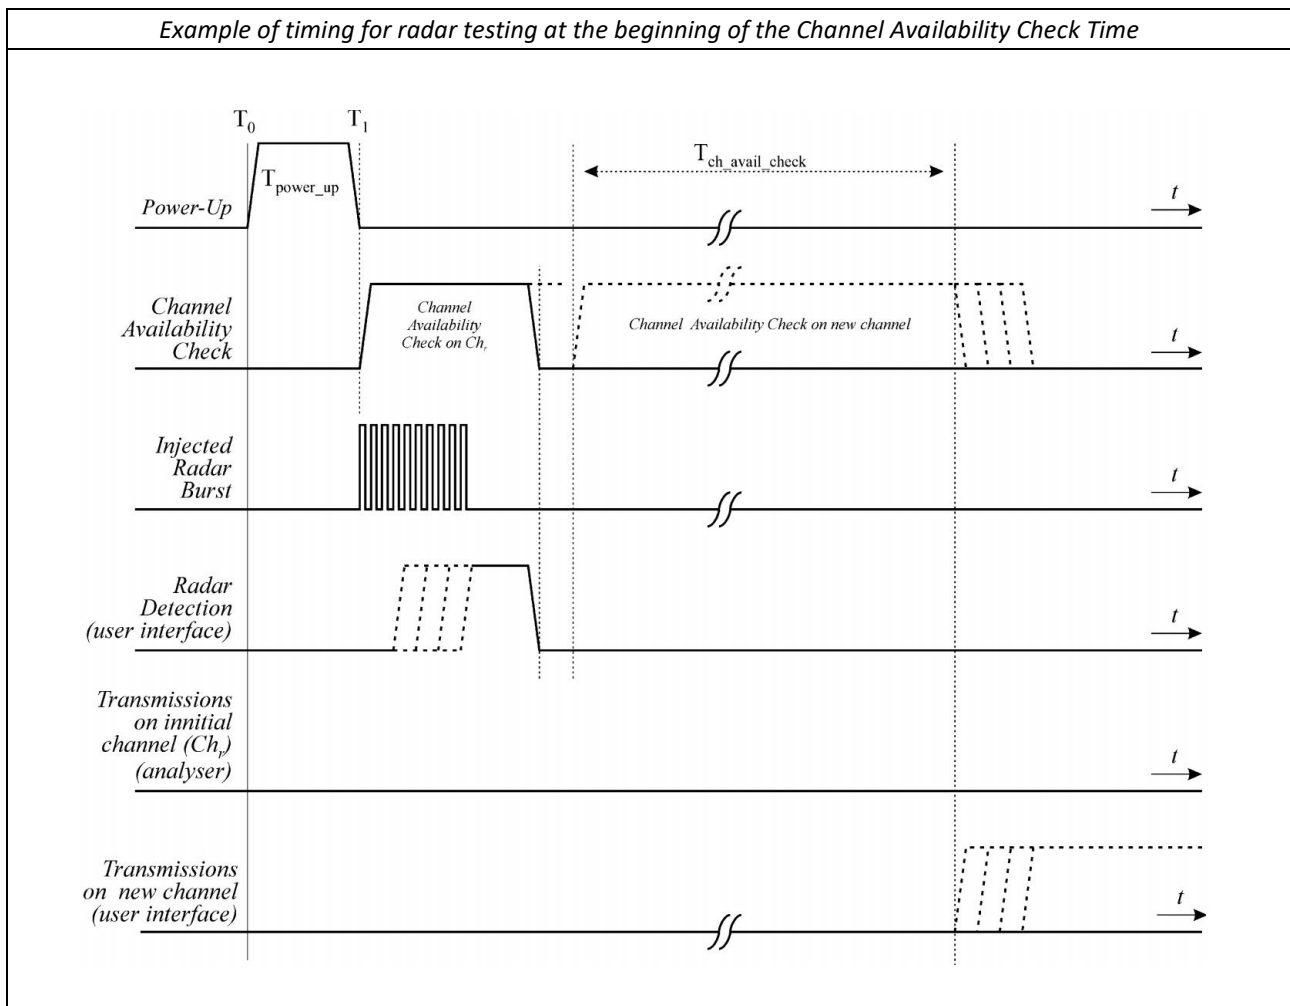 Example of timing for radar testing at the beginning of the Channel Availability Check Time
T0
T1
Tpower_up
Tch_avail_check
Power-Up
t
Channel
Availability
Check
Channel
Availability
Check on Chr
Channel Availability Check on new channel
t
Injected
Radar
Burst
t
Radar
Detection
(user interface)
t
Transmissions
on innitial
channel (Chr)
(analyser)
t
Transmissions
on new channel
(user interface)
t